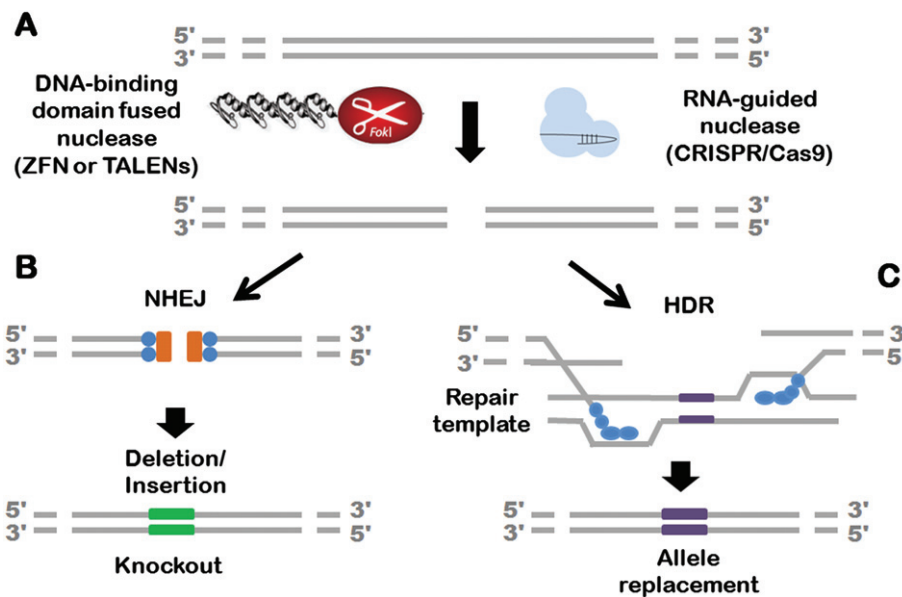 A
5' 3'
3' 5'
DNA-binding
domain fused
nuclease
(ZFN or TALENs)
FokI
RNA-guided
nuclease
(CRISPR/Cas9)
5' 5'
3' 3'
B
NHEJ
5' 3'
3' 5'
Deletion/
Insertion
5' 3'
3' 5'
Knockout
C
HDR
5' 3'
3' 5'
Repair
template
5' 3'
3' 5'
Allele
replacement